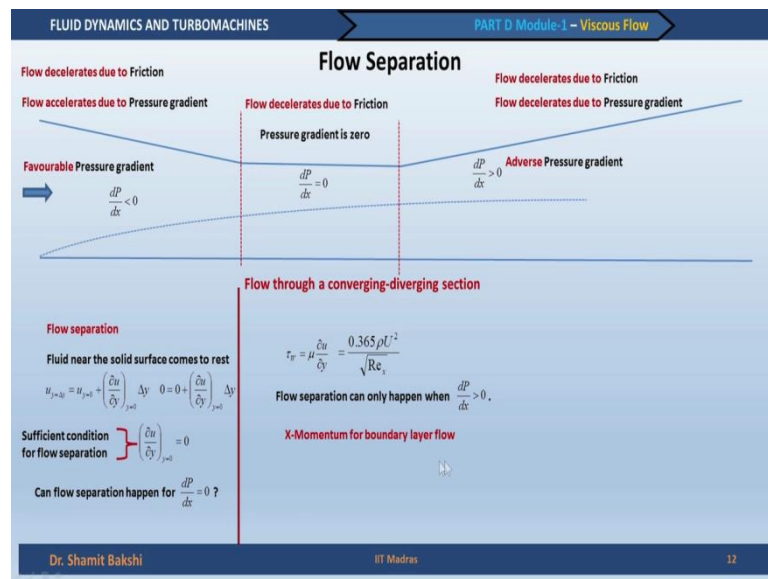 FLUID DYNAMICS AND TURBOMACHINES
PART D Module-1 – Viscous Flow
Flow Separation
Flow decelerates due to Friction
Flow accelerates due to Pressure gradient
Flow decelerates due to Friction
Pressure gradient is zero
Flow decelerates due to Friction
Flow decelerates due to Pressure gradient
Favourable Pressure gradient
dP/dx < 0
dP/dx = 0
dP/dx > 0 Adverse Pressure gradient
Flow through a converging-diverging section
Flow separation
Fluid near the solid surface comes to rest
u_{y=Δy} = u_{y=0} + (∂u/∂y)_{y=0} Δy 0 = 0 + (∂u/∂y)_{y=0} Δy
Sufficient condition
for flow separation } (∂u/∂y)_{y=0} = 0
Can flow separation happen for dP/dx = 0 ?
τ_w = μ ∂u/∂y = 0.365 ρU² / √Re_x
Flow separation can only happen when dP/dx > 0 .
X-Momentum for boundary layer flow
Dr. Shamit Bakshi
IIT Madras
12